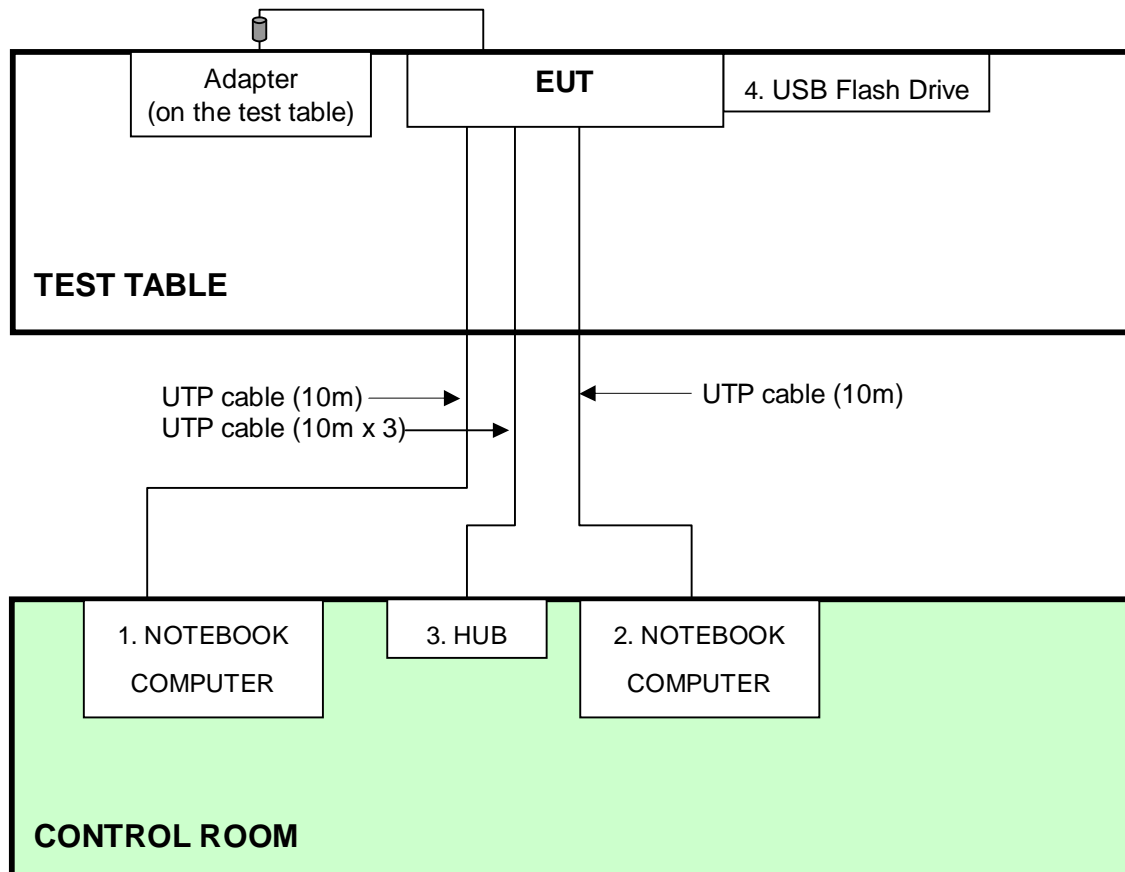 Adapter
(on the test table)
EUT
4. USB Flash Drive
TEST TABLE
UTP cable (10m)
UTP cable (10m x 3)
UTP cable (10m)
1. NOTEBOOK
COMPUTER
3. HUB
2. NOTEBOOK
COMPUTER
CONTROL ROOM